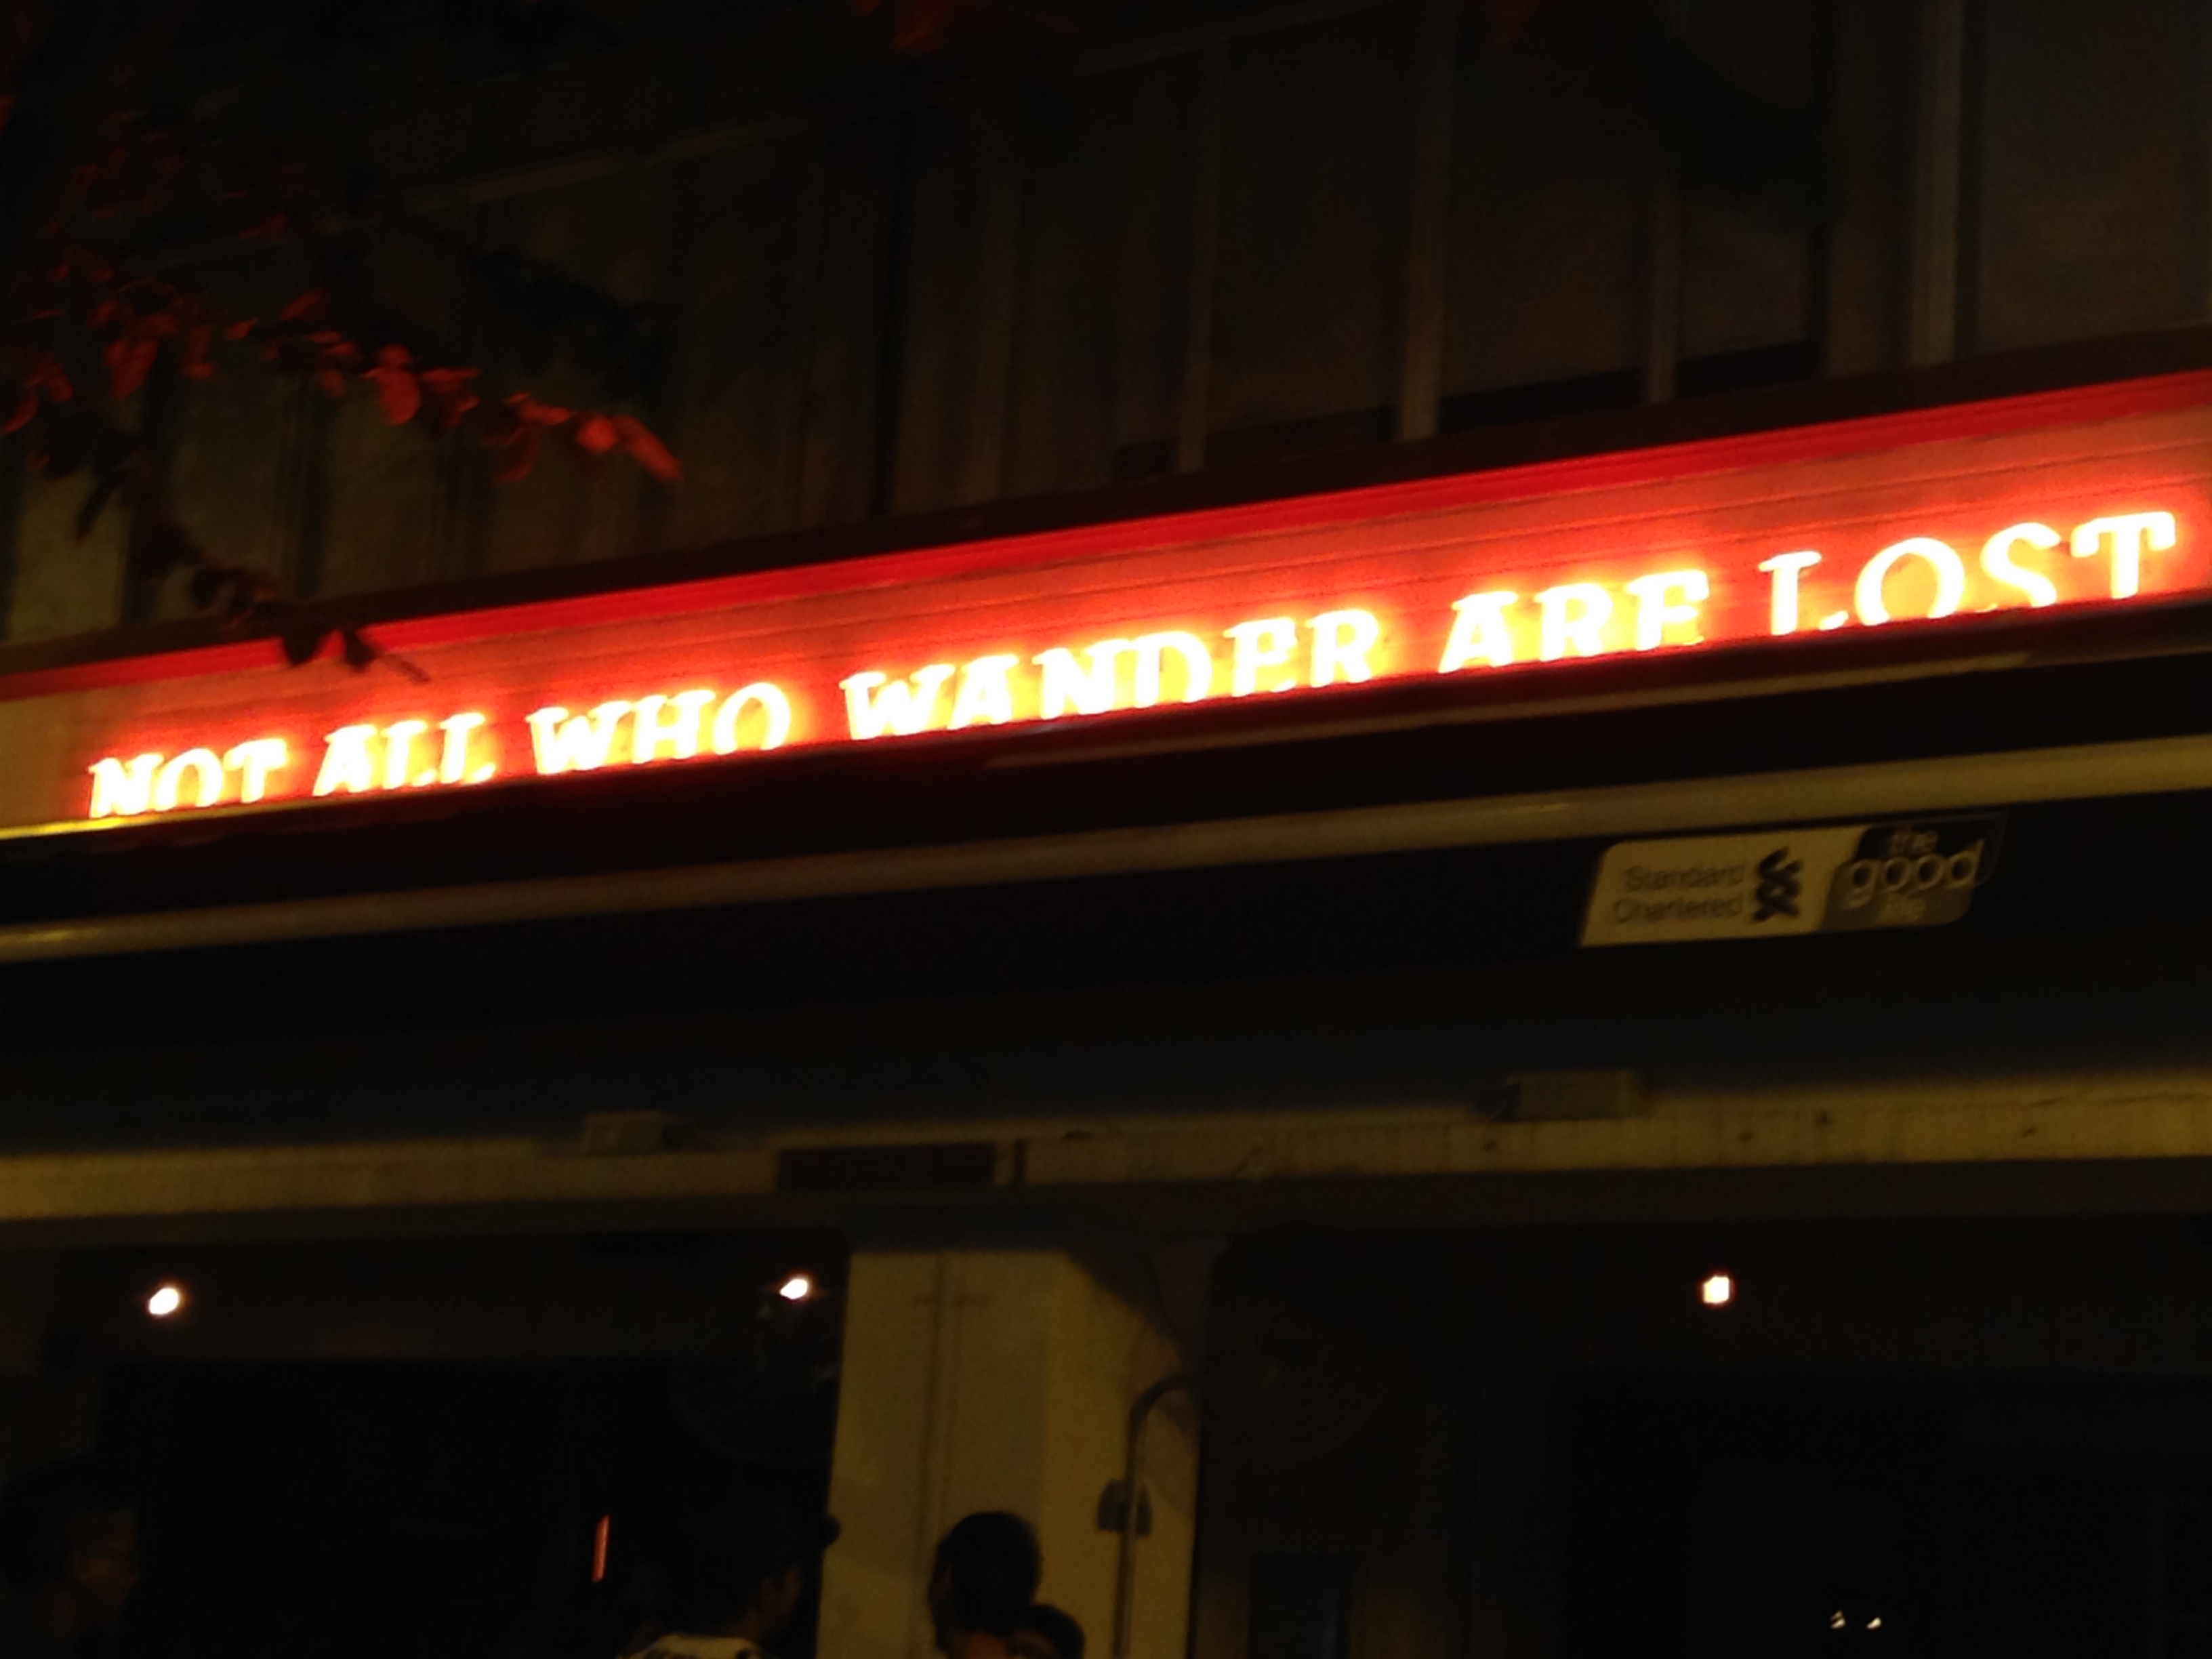 NOT ALL WHO WANDER ARE LOST
Standard
Chartered
the
good
life